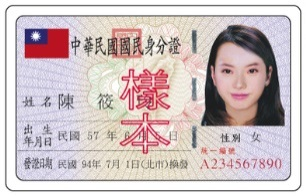 中華民國國民身分證
樣本
姓名 陳筱
出生年月日 民國 57 年 6 性別 女
統一編號
發證日期 民國 94年 7月 1日(北市)換發 A234567890